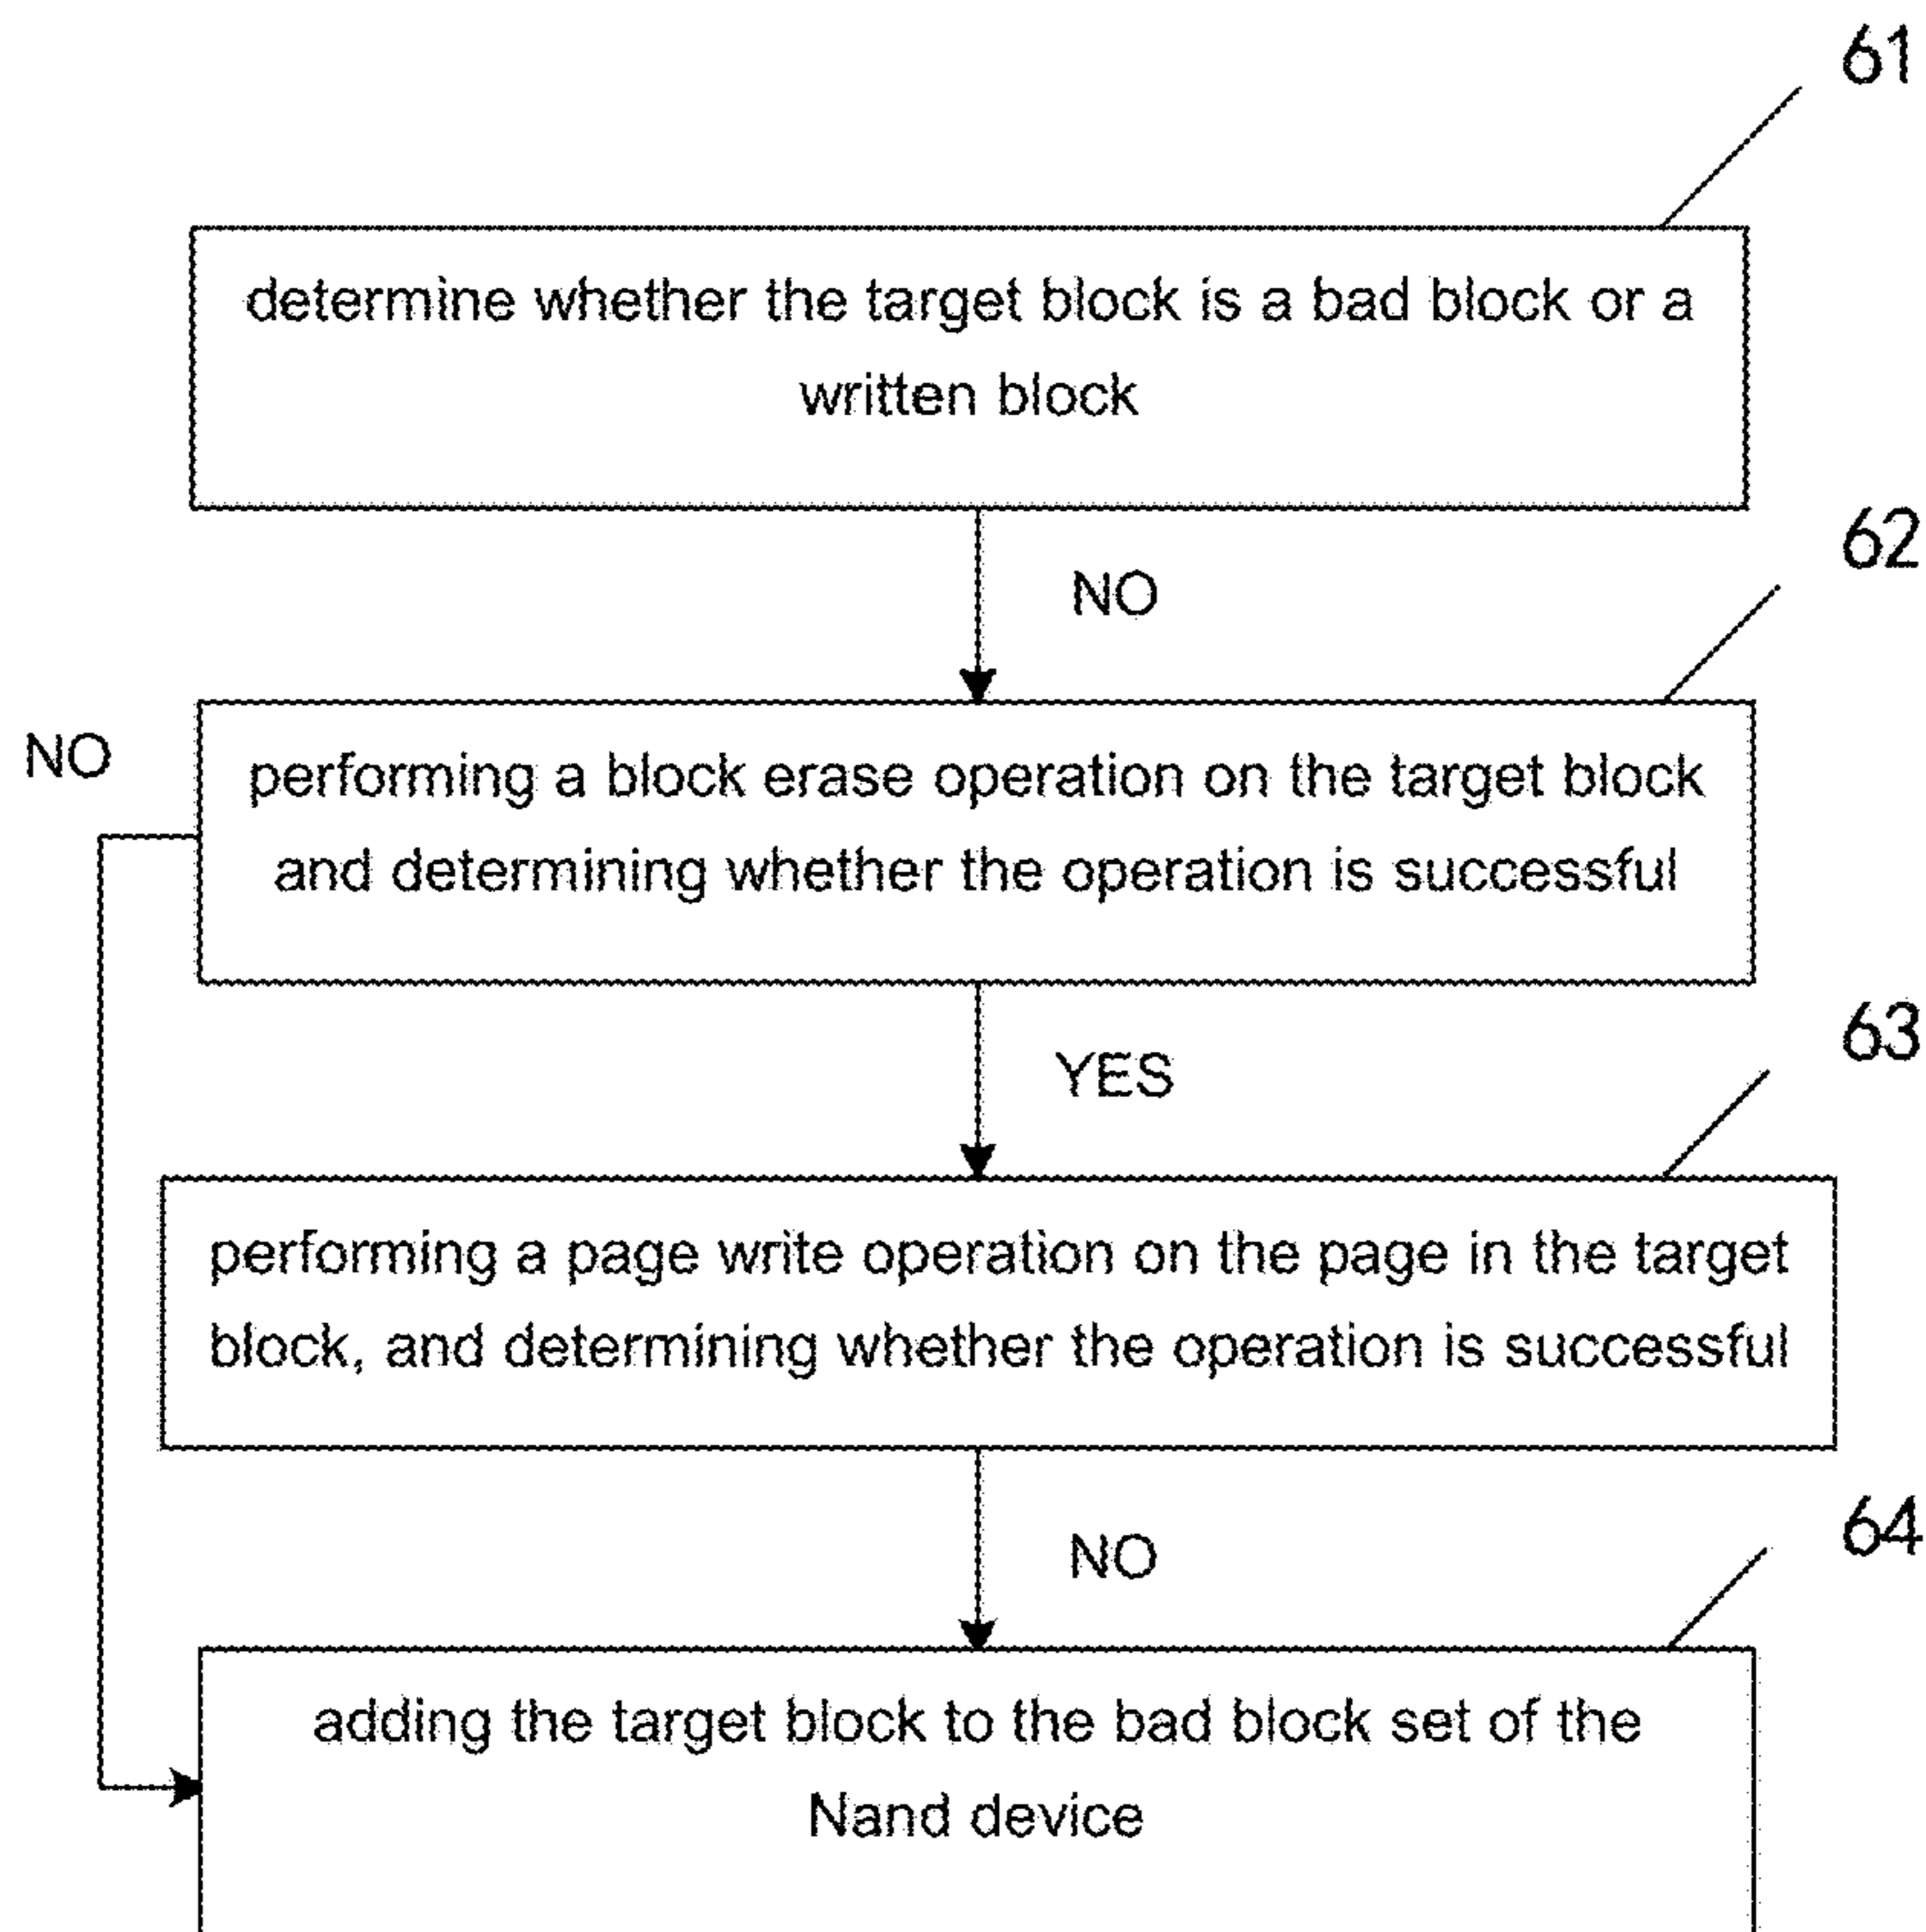 61
determine whether the target block is a bad block or a
written block
NO
62
NO
performing a block erase operation on the target block
and determining whether the operation is successful
YES
63
performing a page write operation on the page in the target
block, and determining whether the operation is successful
NO
64
adding the target block to the bad block set of the
Nand device